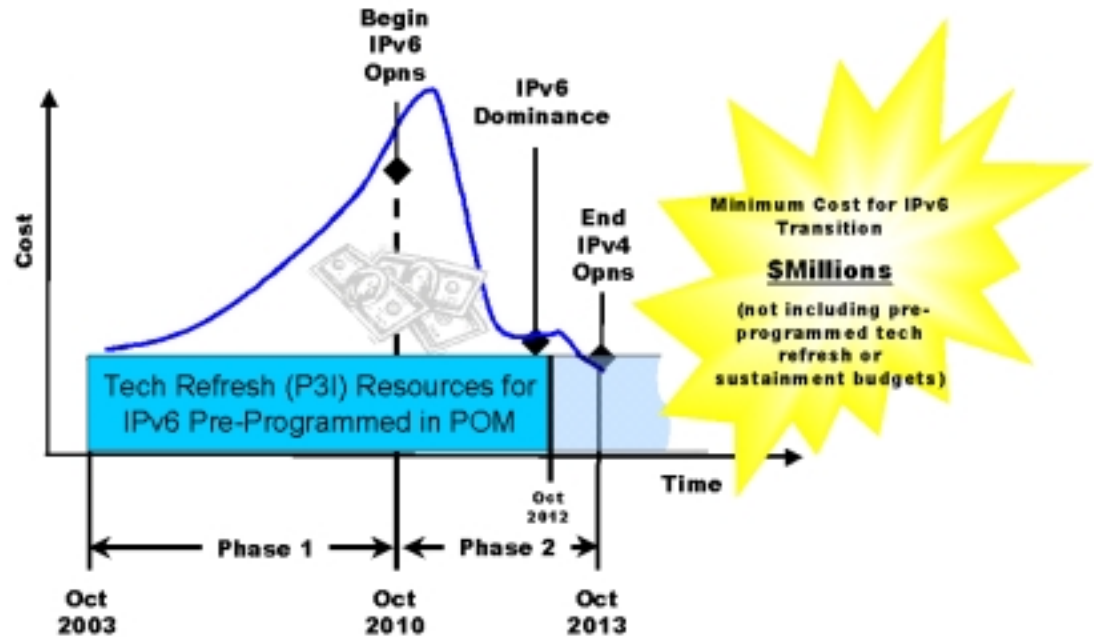 Begin
IPv6
Opns
IPv6
Dominance
Cost
End
IPv4
Opns
Minimum Cost for IPv6
Transition
$Millions
(not including pre-
programmed tech
refresh or
sustainment budgets)
Tech Refresh (P3I) Resources for
IPv6 Pre-Programmed in POM
Time
Oct
2012
Phase 1
Phase 2
Oct
2003
Oct
2010
Oct
2013